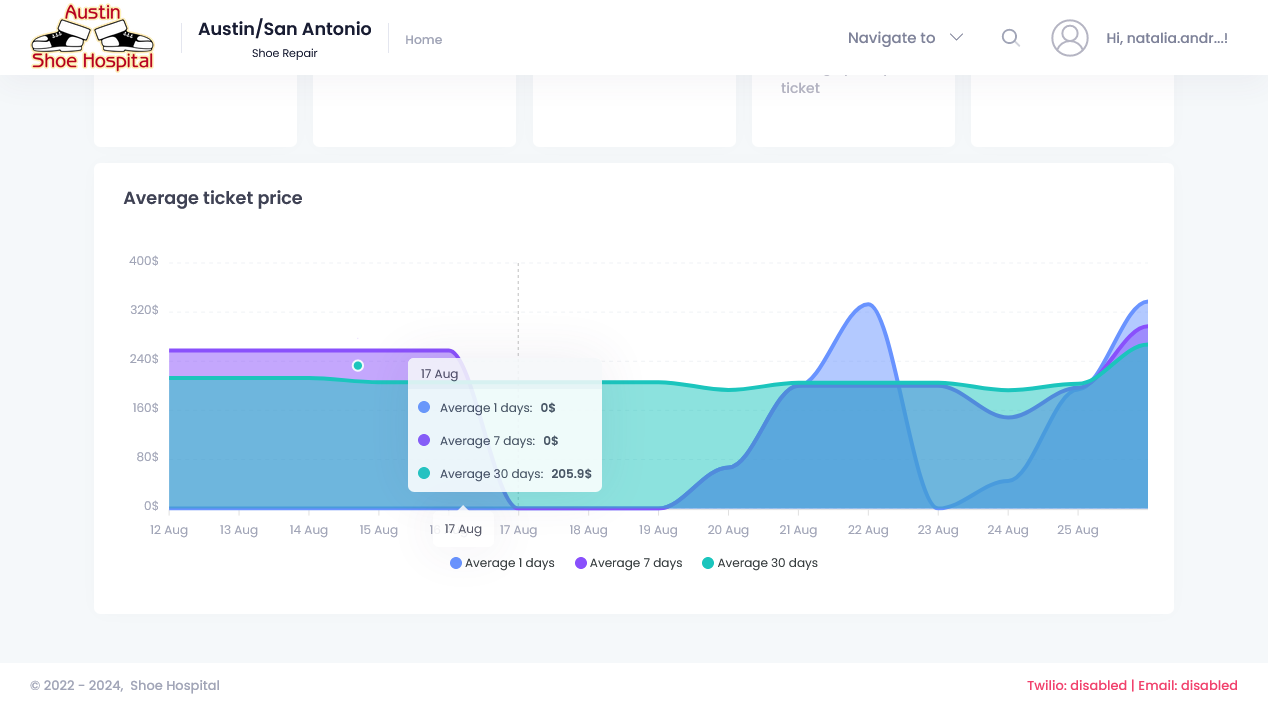 Austin
Shoe Hospital
Austin/San Antonio
Shoe Repair
Home
Navigate to
Hi, natalia.andr...!
ticket
Average ticket price
400$
320$
240$
160$
80$
0$
17 Aug
Average 1 days: 0$
Average 7 days: 0$
Average 30 days: 205.9$
12 Aug 13 Aug 14 Aug 15 Aug 17 Aug 17 Aug 18 Aug 19 Aug 20 Aug 21 Aug 22 Aug 23 Aug 24 Aug 25 Aug
Average 1 days Average 7 days Average 30 days
© 2022 - 2024, Shoe Hospital
Twilio: disabled | Email: disabled